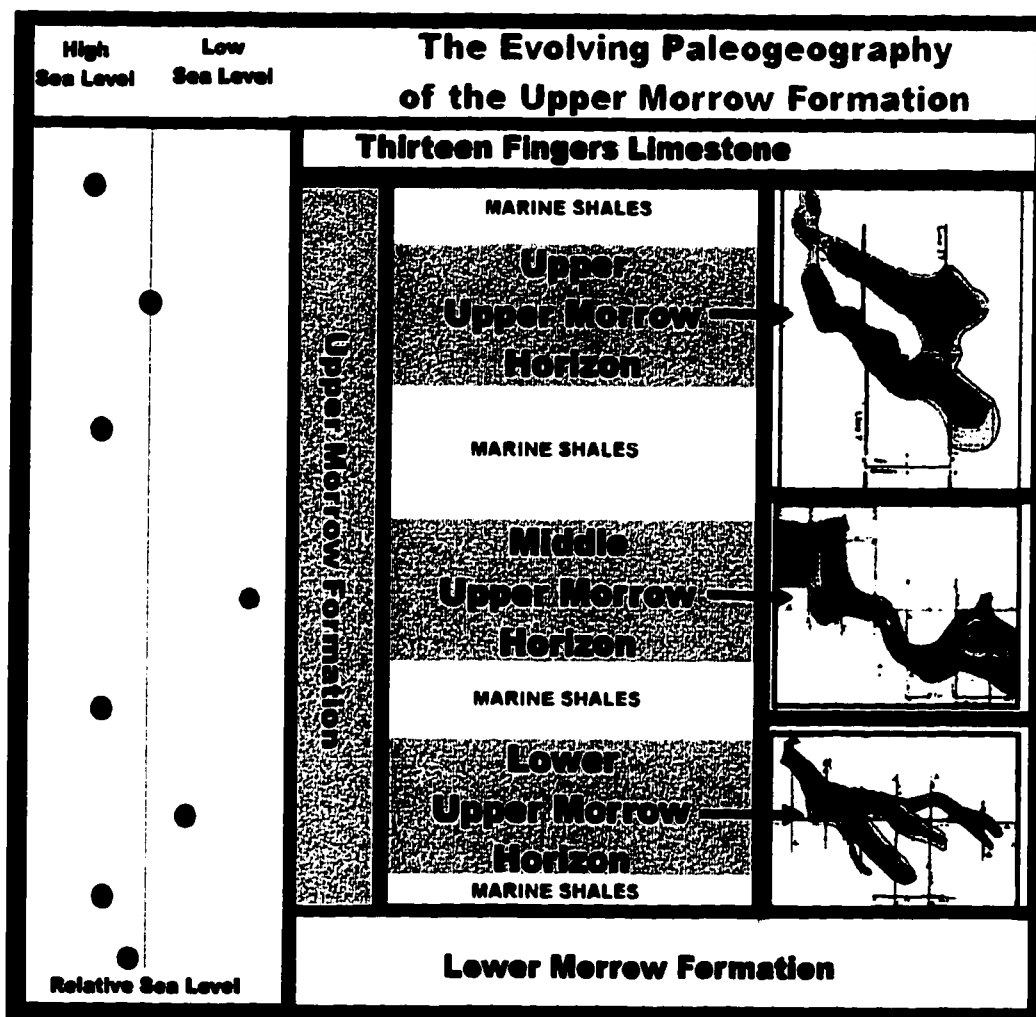 High
Sea Level
Low
Sea Level
The Evolving Paleogeography
of the Upper Morrow Formation
Thirteen Fingers Limestone
Upper Morrow Formation
MARINE SHALES
Upper
Upper Morrow
Horizon
MARINE SHALES
Middle
Upper Morrow
Horizon
MARINE SHALES
Lower
Upper Morrow
Horizon
MARINE SHALES
Lower Morrow Formation
Relative Sea Level